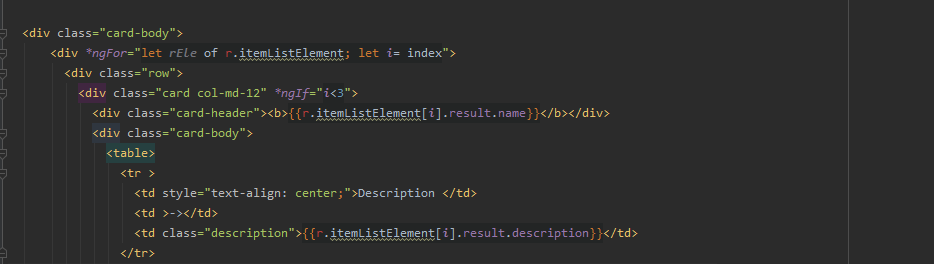 <div class="card-body">
<div *ngFor="let rEle of r.itemListElement; let i= index">
<div class="row">
<div class="card col-md-12" *ngIf="i<3">
<div class="card-header"><b>{{r.itemListElement[i].result.name}}</b></div>
<div class="card-body">
<table>
<tr >
<td style="text-align: center;">Description </td>
<td >-></td>
<td class="description">{{r.itemListElement[i].result.description}}</td>
</tr>